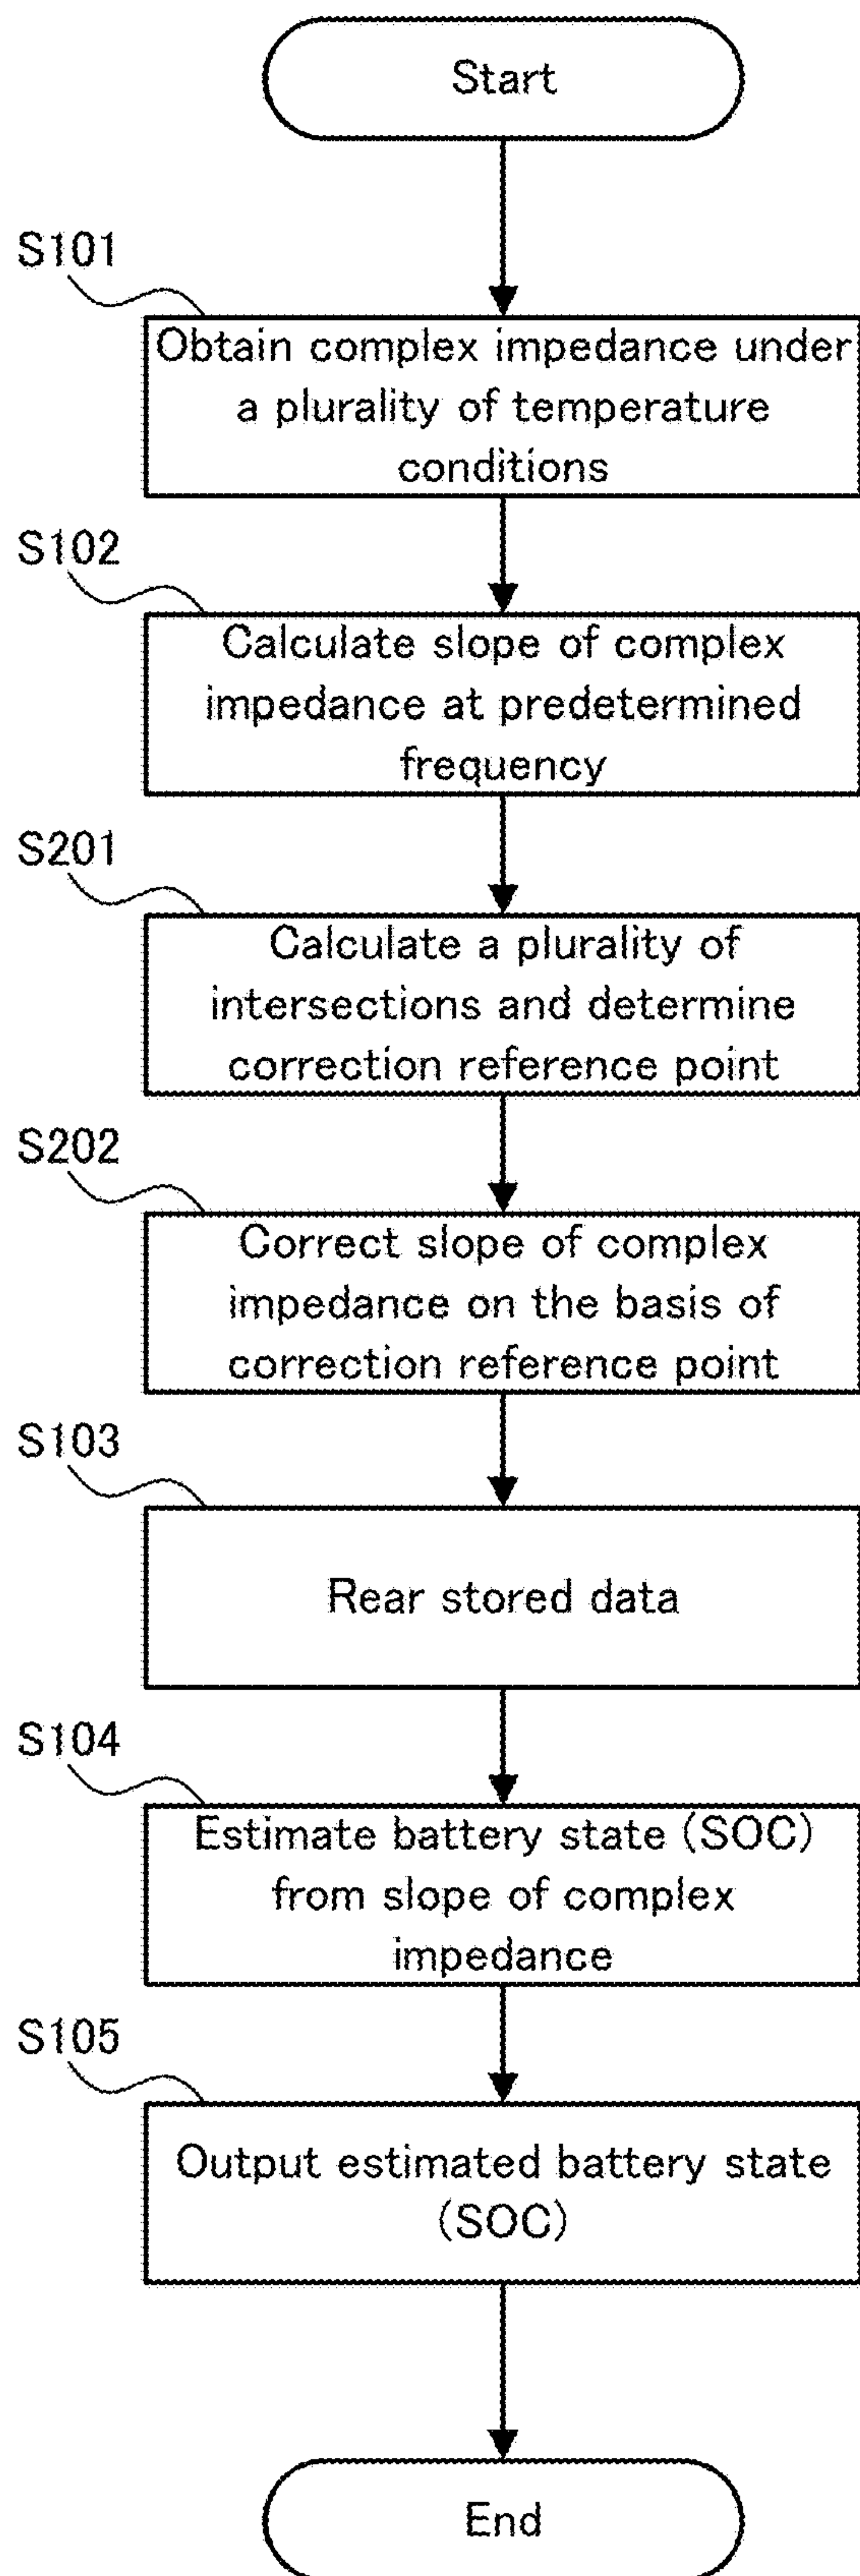 Start
S101
Obtain complex impedance under
a plurality of temperature
conditions
S102
Calculate slope of complex
impedance at predetermined
frequency
S201
Calculate a plurality of
intersections and determine
correction reference point
S202
Correct slope of complex
impedance on the basis of
correction reference point
S103
Rear stored data
S104
Estimate battery state (SOC)
from slope of complex
impedance
S105
Output estimated battery state
(SOC)
End